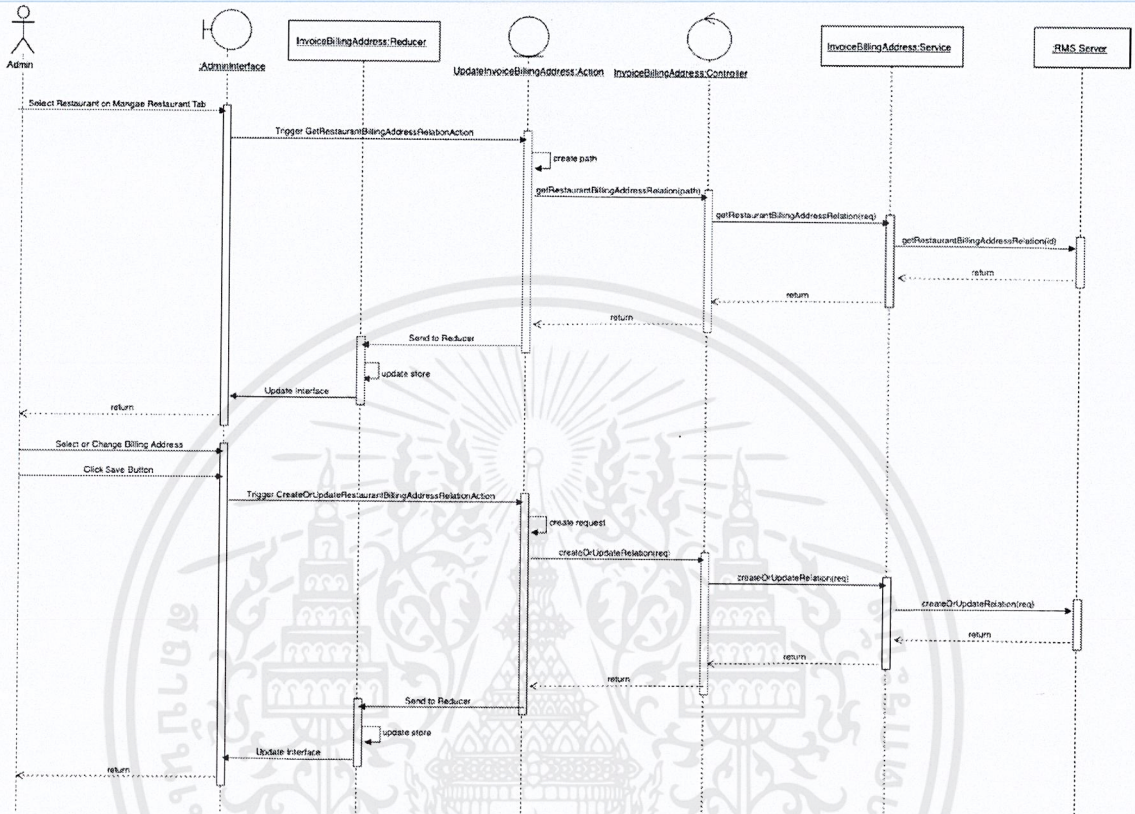 Admin
:AdminInterface
InvoiceBillingAddress:Reducer
UpdateInvoiceBillingAddress:Action
InvoiceBillingAddress:Controller
InvoiceBillingAddress:Service
:RMS Server
Select Restaurant on Mangae Restaurant Tab
Trigger GetRestaurantBillingAddressRelationAction
create path
getRestaurantBillingAddressRelation(path)
getRestaurantBillingAddressRelation(req)
getRestaurantBillingAddressRelation(id)
return
return
return
Send to Reducer
update store
Update Interface
return
Select or Change Billing Address
Click Save Button
Trigger CreateOrUpdateRestaurantBillingAddressRelationAction
create request
createOrUpdateRelation(req)
createOrUpdateRelation(req)
createOrUpdateRelation(req)
return
return
return
Send to Reducer
update store
Update Interface
return